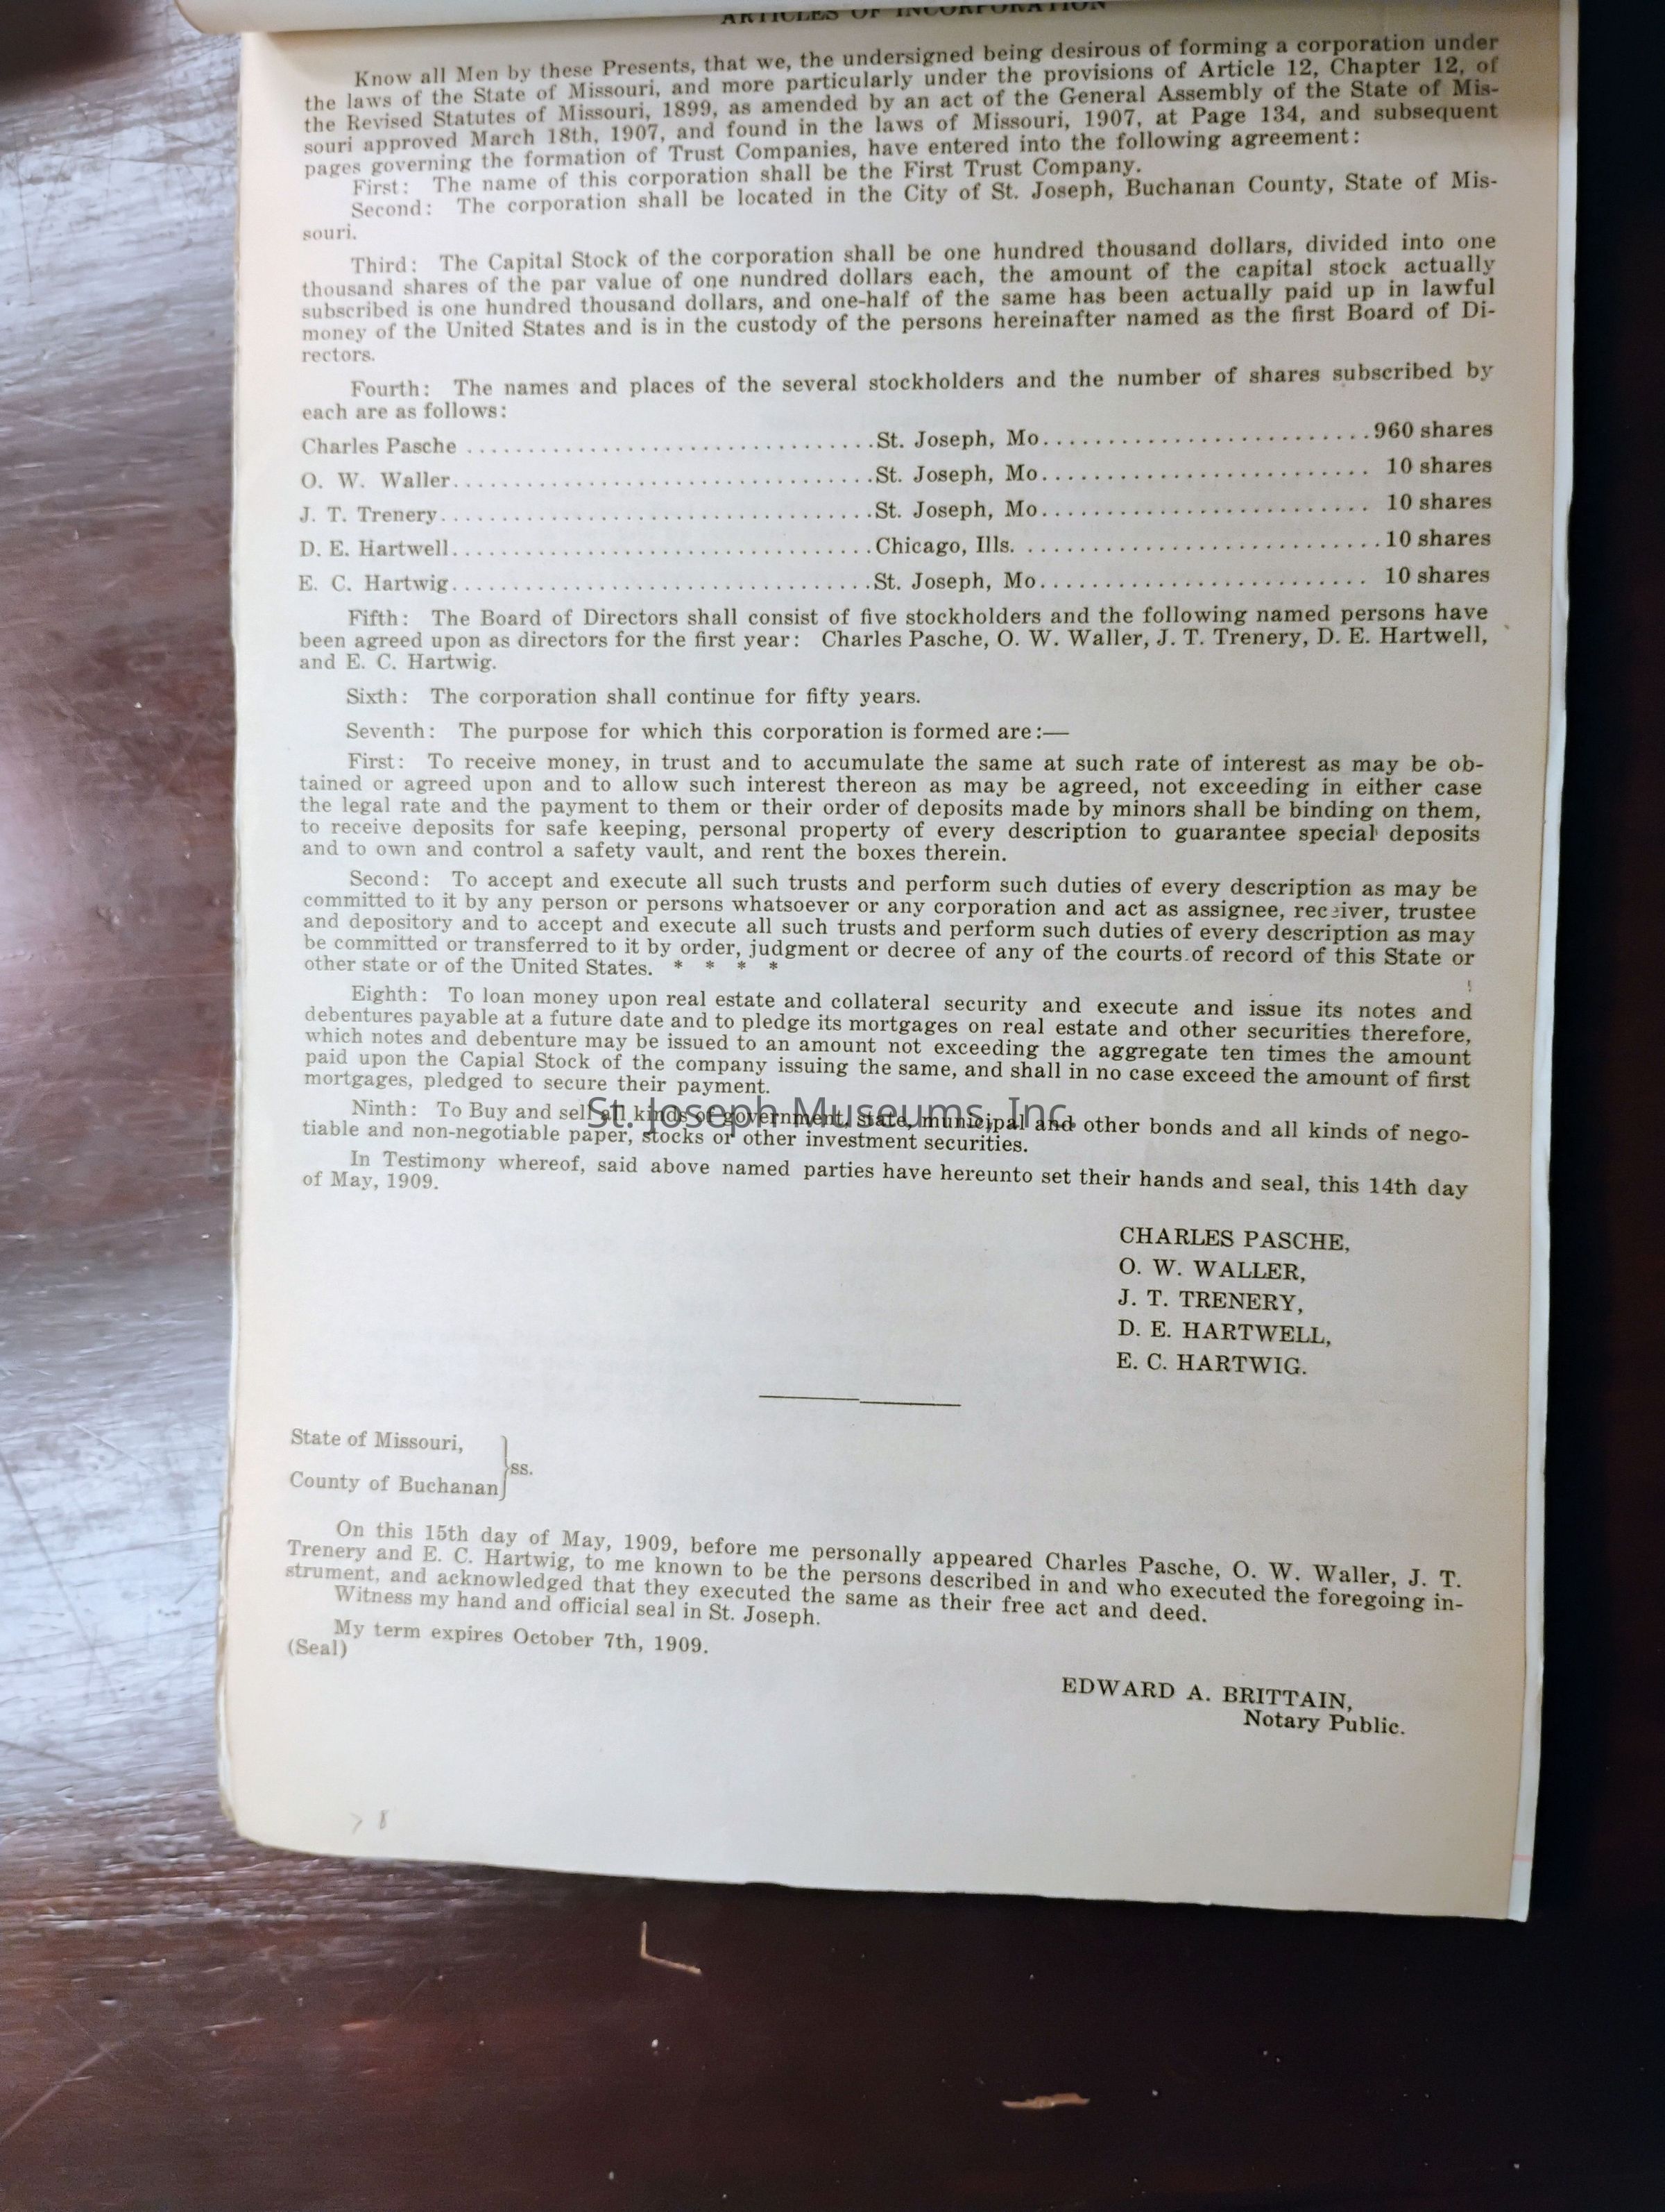 ARTICLES OF INCORPORATION
Know all Men by these Presents, that we, the undersigned being desirous of forming a corporation under
the laws of the State of Missouri, and more particularly under the provisions of Article 12, Chapter 12, of
the Revised Statutes of Missouri, 1899, as amended by an act of the General Assembly of the State of Mis-
souri approved March 18th, 1907, and found in the laws of Missouri, 1907, at Page 134, and subsequent
pages governing the formation of Trust Companies, have entered into the following agreement:
First: The name of this corporation shall be the First Trust Company.
Second: The corporation shall be located in the City of St. Joseph, Buchanan County, State of Mis-
souri.
Third: The Capital Stock of the corporation shall be one hundred thousand dollars, divided into one
thousand shares of the par value of one nundred dollars each, the amount of the capital stock actually
subscribed is one hundred thousand dollars, and one-half of the same has been actually paid up in lawful
money of the United States and is in the custody of the persons hereinafter named as the first Board of Di-
rectors.
Fourth: The names and places of the several stockholders and the number of shares subscribed by
each are as follows:
Charles Pasche ..................................St. Joseph, Mo...........................960 shares
O. W. Waller...................................St. Joseph, Mo........................... 10 shares
J. T. Trenery....................................St. Joseph, Mo........................... 10 shares
D. E. Hartwell...................................Chicago, Ills. .............................10 shares
E. C. Hartwig...................................St. Joseph, Mo........................... 10 shares
Fifth: The Board of Directors shall consist of five stockholders and the following named persons have
been agreed upon as directors for the first year: Charles Pasche, O. W. Waller, J. T. Trenery, D. E. Hartwell,
and E. C. Hartwig.
Sixth: The corporation shall continue for fifty years.
Seventh: The purpose for which this corporation is formed are:—
First: To receive money, in trust and to accumulate the same at such rate of interest as may be ob-
tained or agreed upon and to allow such interest thereon as may be agreed, not exceeding in either case
the legal rate and the payment to them or their order of deposits made by minors shall be binding on them,
to receive deposits for safe keeping, personal property of every description to guarantee special deposits
and to own and control a safety vault, and rent the boxes therein.
Second: To accept and execute all such trusts and perform such duties of every description as may be
committed to it by any person or persons whatsoever or any corporation and act as assignee, receiver, trustee
and depository and to accept and execute all such trusts and perform such duties of every description as may
be committed or transferred to it by order, judgment or decree of any of the courts of record of this State or
other state or of the United States. * * * *
Eighth: To loan money upon real estate and collateral security and execute and issue its notes and
debentures payable at a future date and to pledge its mortgages on real estate and other securities therefore,
which notes and debenture may be issued to an amount not exceeding the aggregate ten times the amount
paid upon the Capial Stock of the company issuing the same, and shall in no case exceed the amount of first
mortgages, pledged to secure their payment.
Ninth: To Buy and sell all kinds of government, state, municipal and other bonds and all kinds of nego-
tiable and non-negotiable paper, stocks or other investment securities.
St. Joseph Museums, Inc.
In Testimony whereof, said above named parties have hereunto set their hands and seal, this 14th day
of May, 1909.
CHARLES PASCHE,
O. W. WALLER,
J. T. TRENERY,
D. E. HARTWELL,
E. C. HARTWIG.
State of Missouri,
ss.
County of Buchanan
On this 15th day of May, 1909, before me personally appeared Charles Pasche, O. W. Waller, J. T.
Trenery and E. C. Hartwig, to me known to be the persons described in and who executed the foregoing in-
strument, and acknowledged that they executed the same as their free act and deed.
Witness my hand and official seal in St. Joseph.
My term expires October 7th, 1909.
(Seal)
EDWARD A. BRITTAIN,
Notary Public.